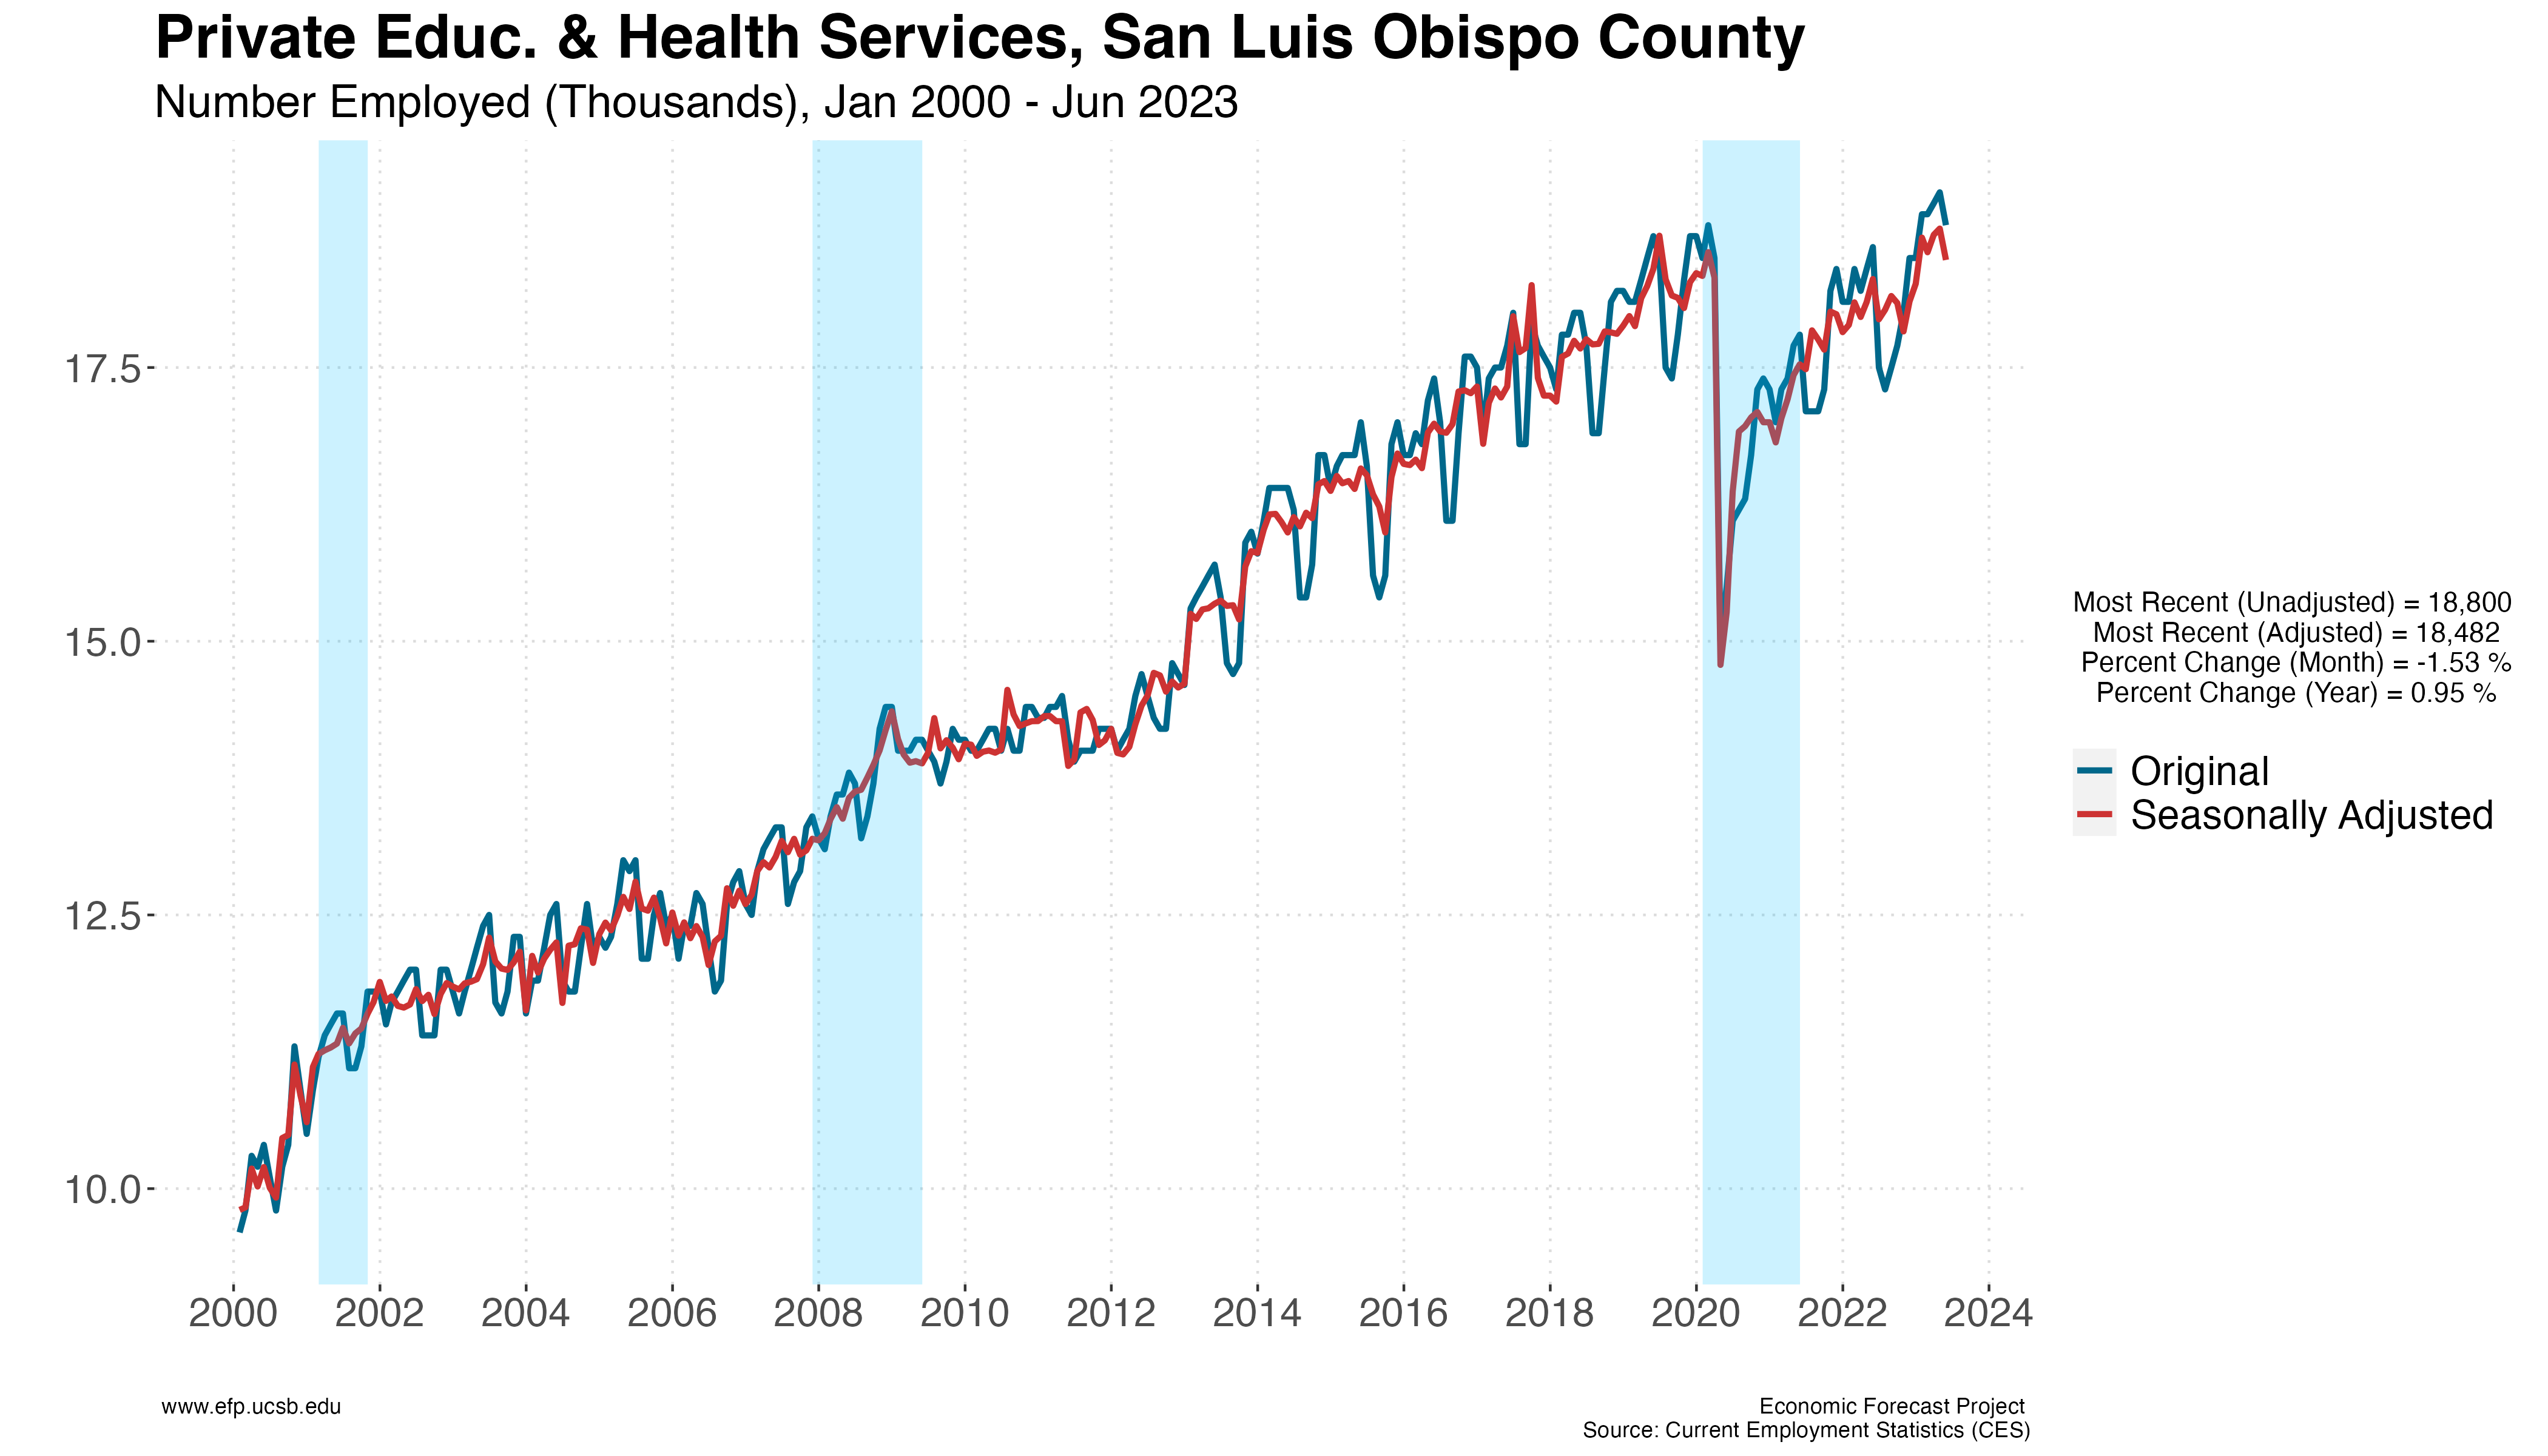 Private Educ. & Health Services, San Luis Obispo County
Number Employed (Thousands), Jan 2000 - Jun 2023
17.5
15.0
12.5
10.0
2000 2002 2004 2006 2008 2010 2012 2014 2016 2018 2020 2022 2024
Most Recent (Unadjusted) = 18,800
Most Recent (Adjusted) = 18,482
Percent Change (Month) = -1.53 %
Percent Change (Year) = 0.95 %
Original
Seasonally Adjusted
www.efp.ucsb.edu
Economic Forecast Project
Source: Current Employment Statistics (CES)